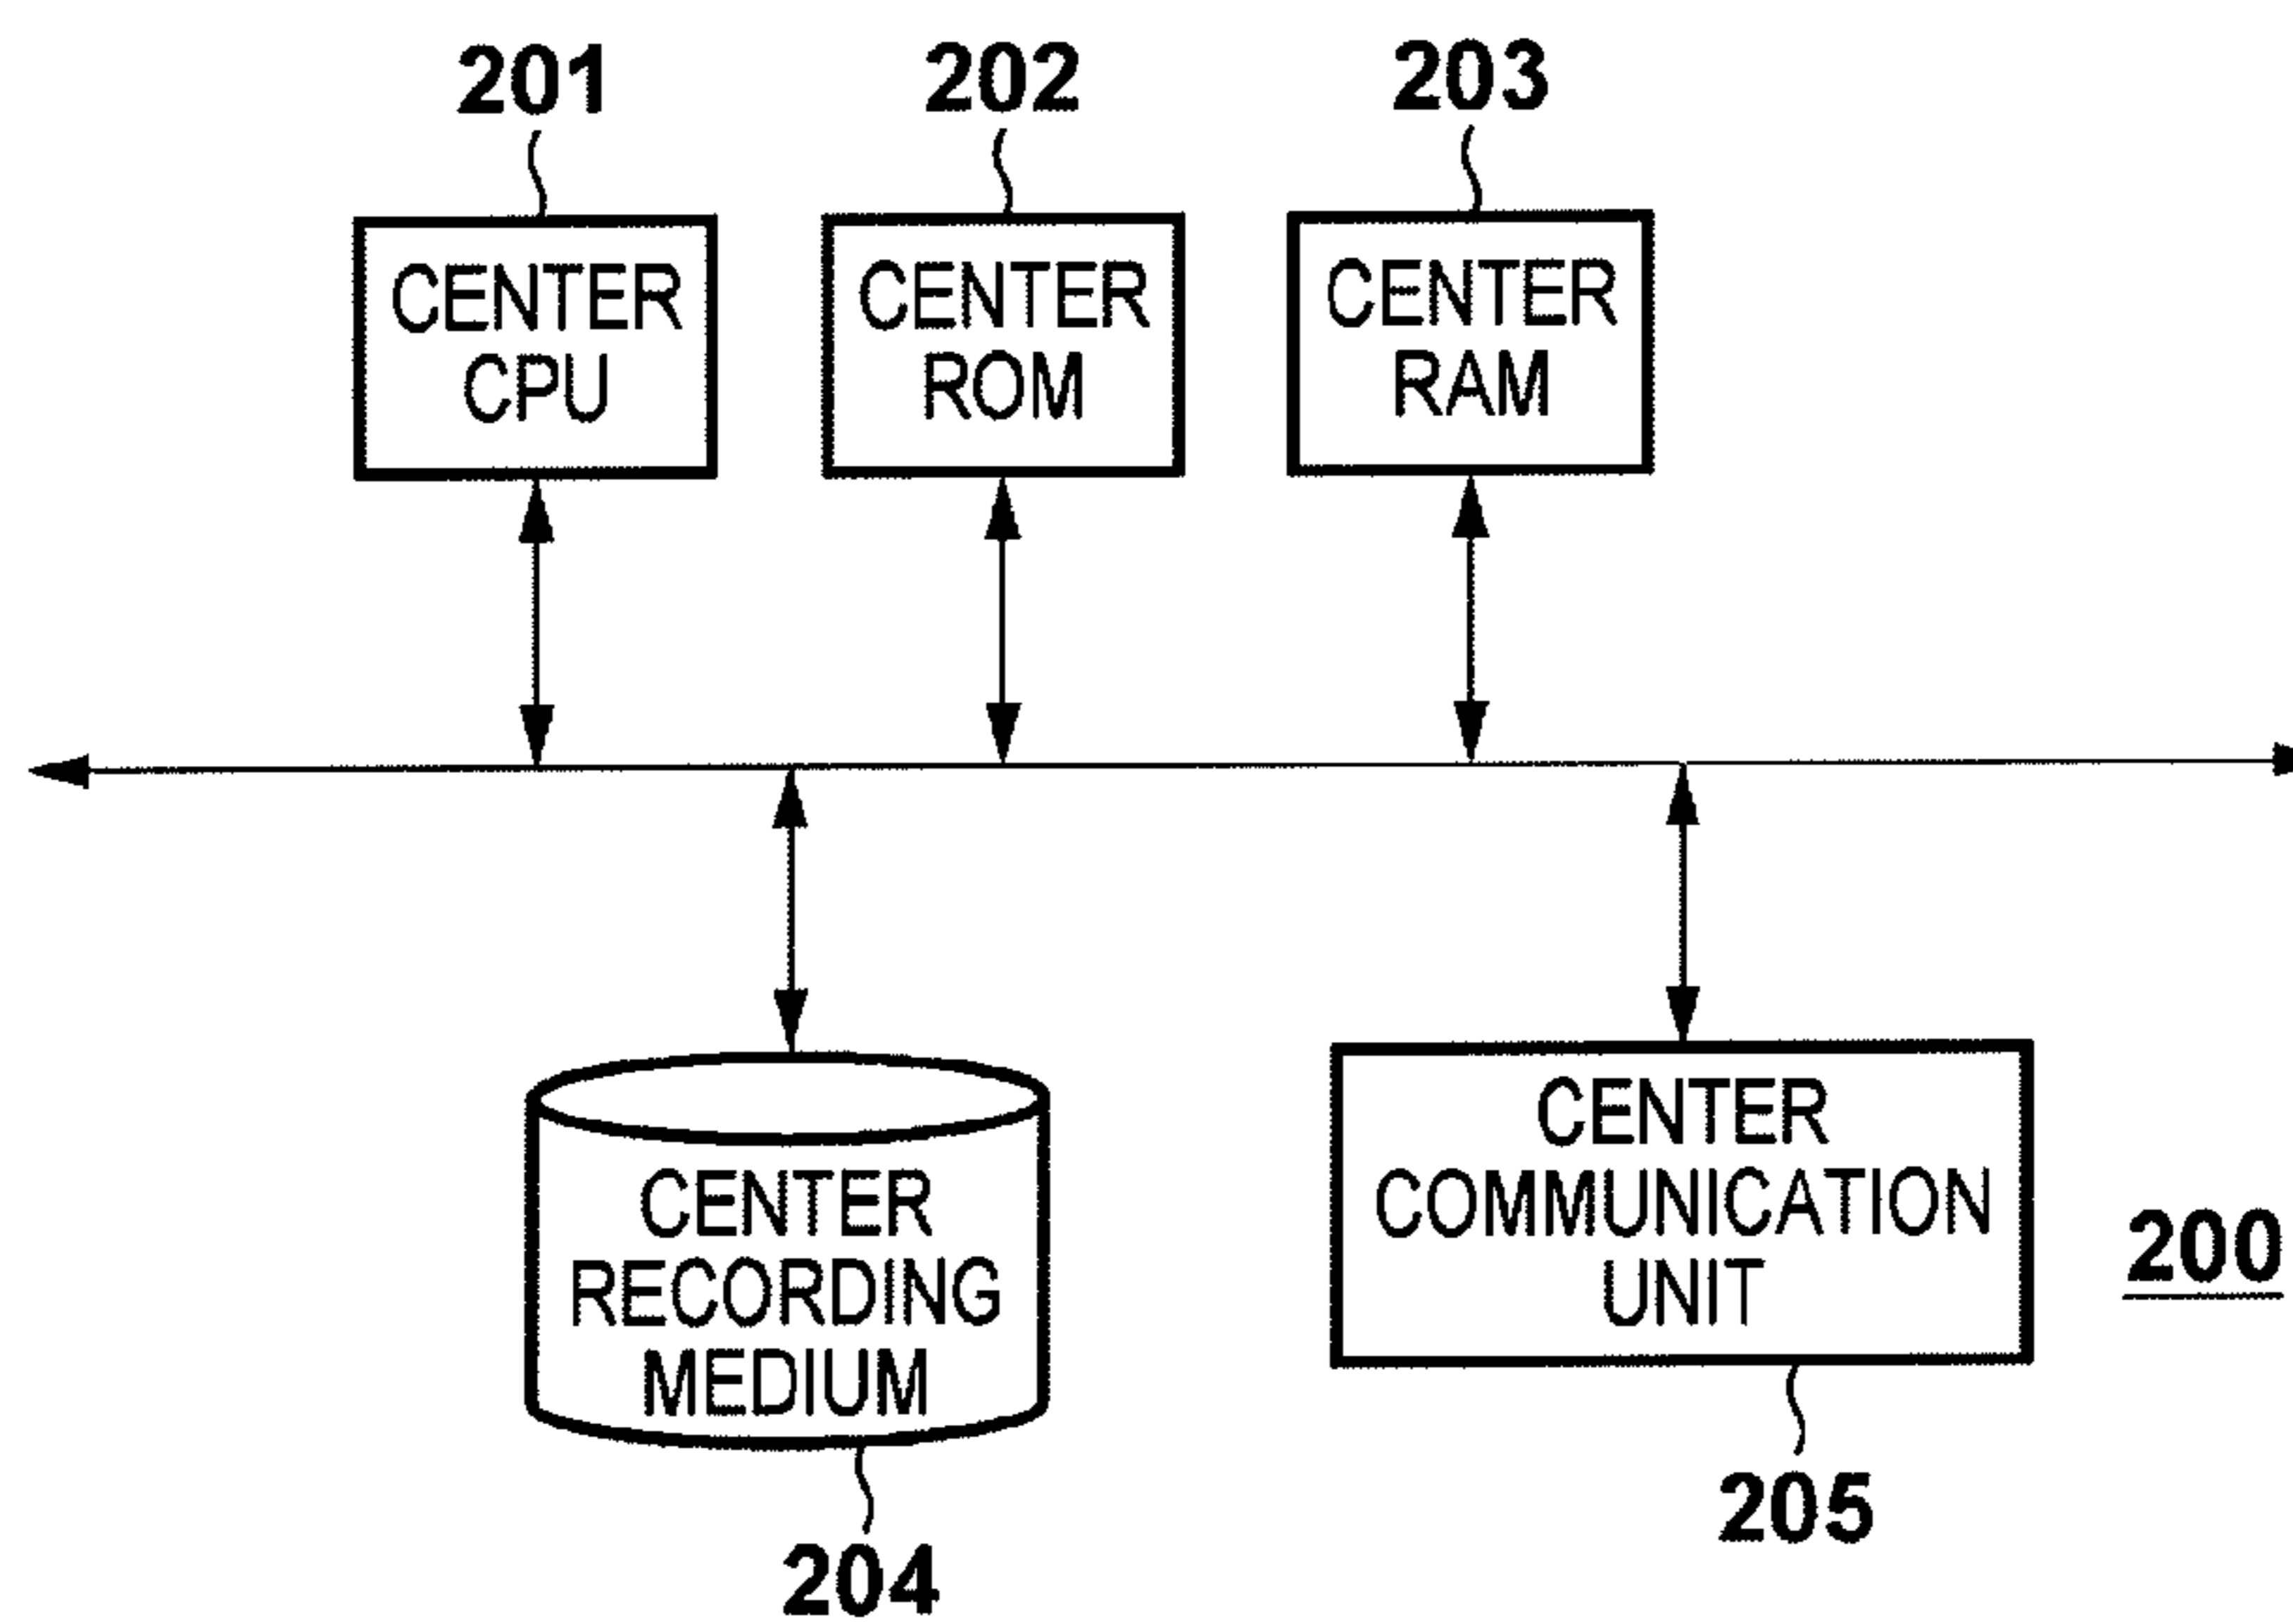 201
202
203
CENTER
CPU
CENTER
ROM
CENTER
RAM
CENTER
RECORDING
MEDIUM
CENTER
COMMUNICATION
UNIT
200
204
205